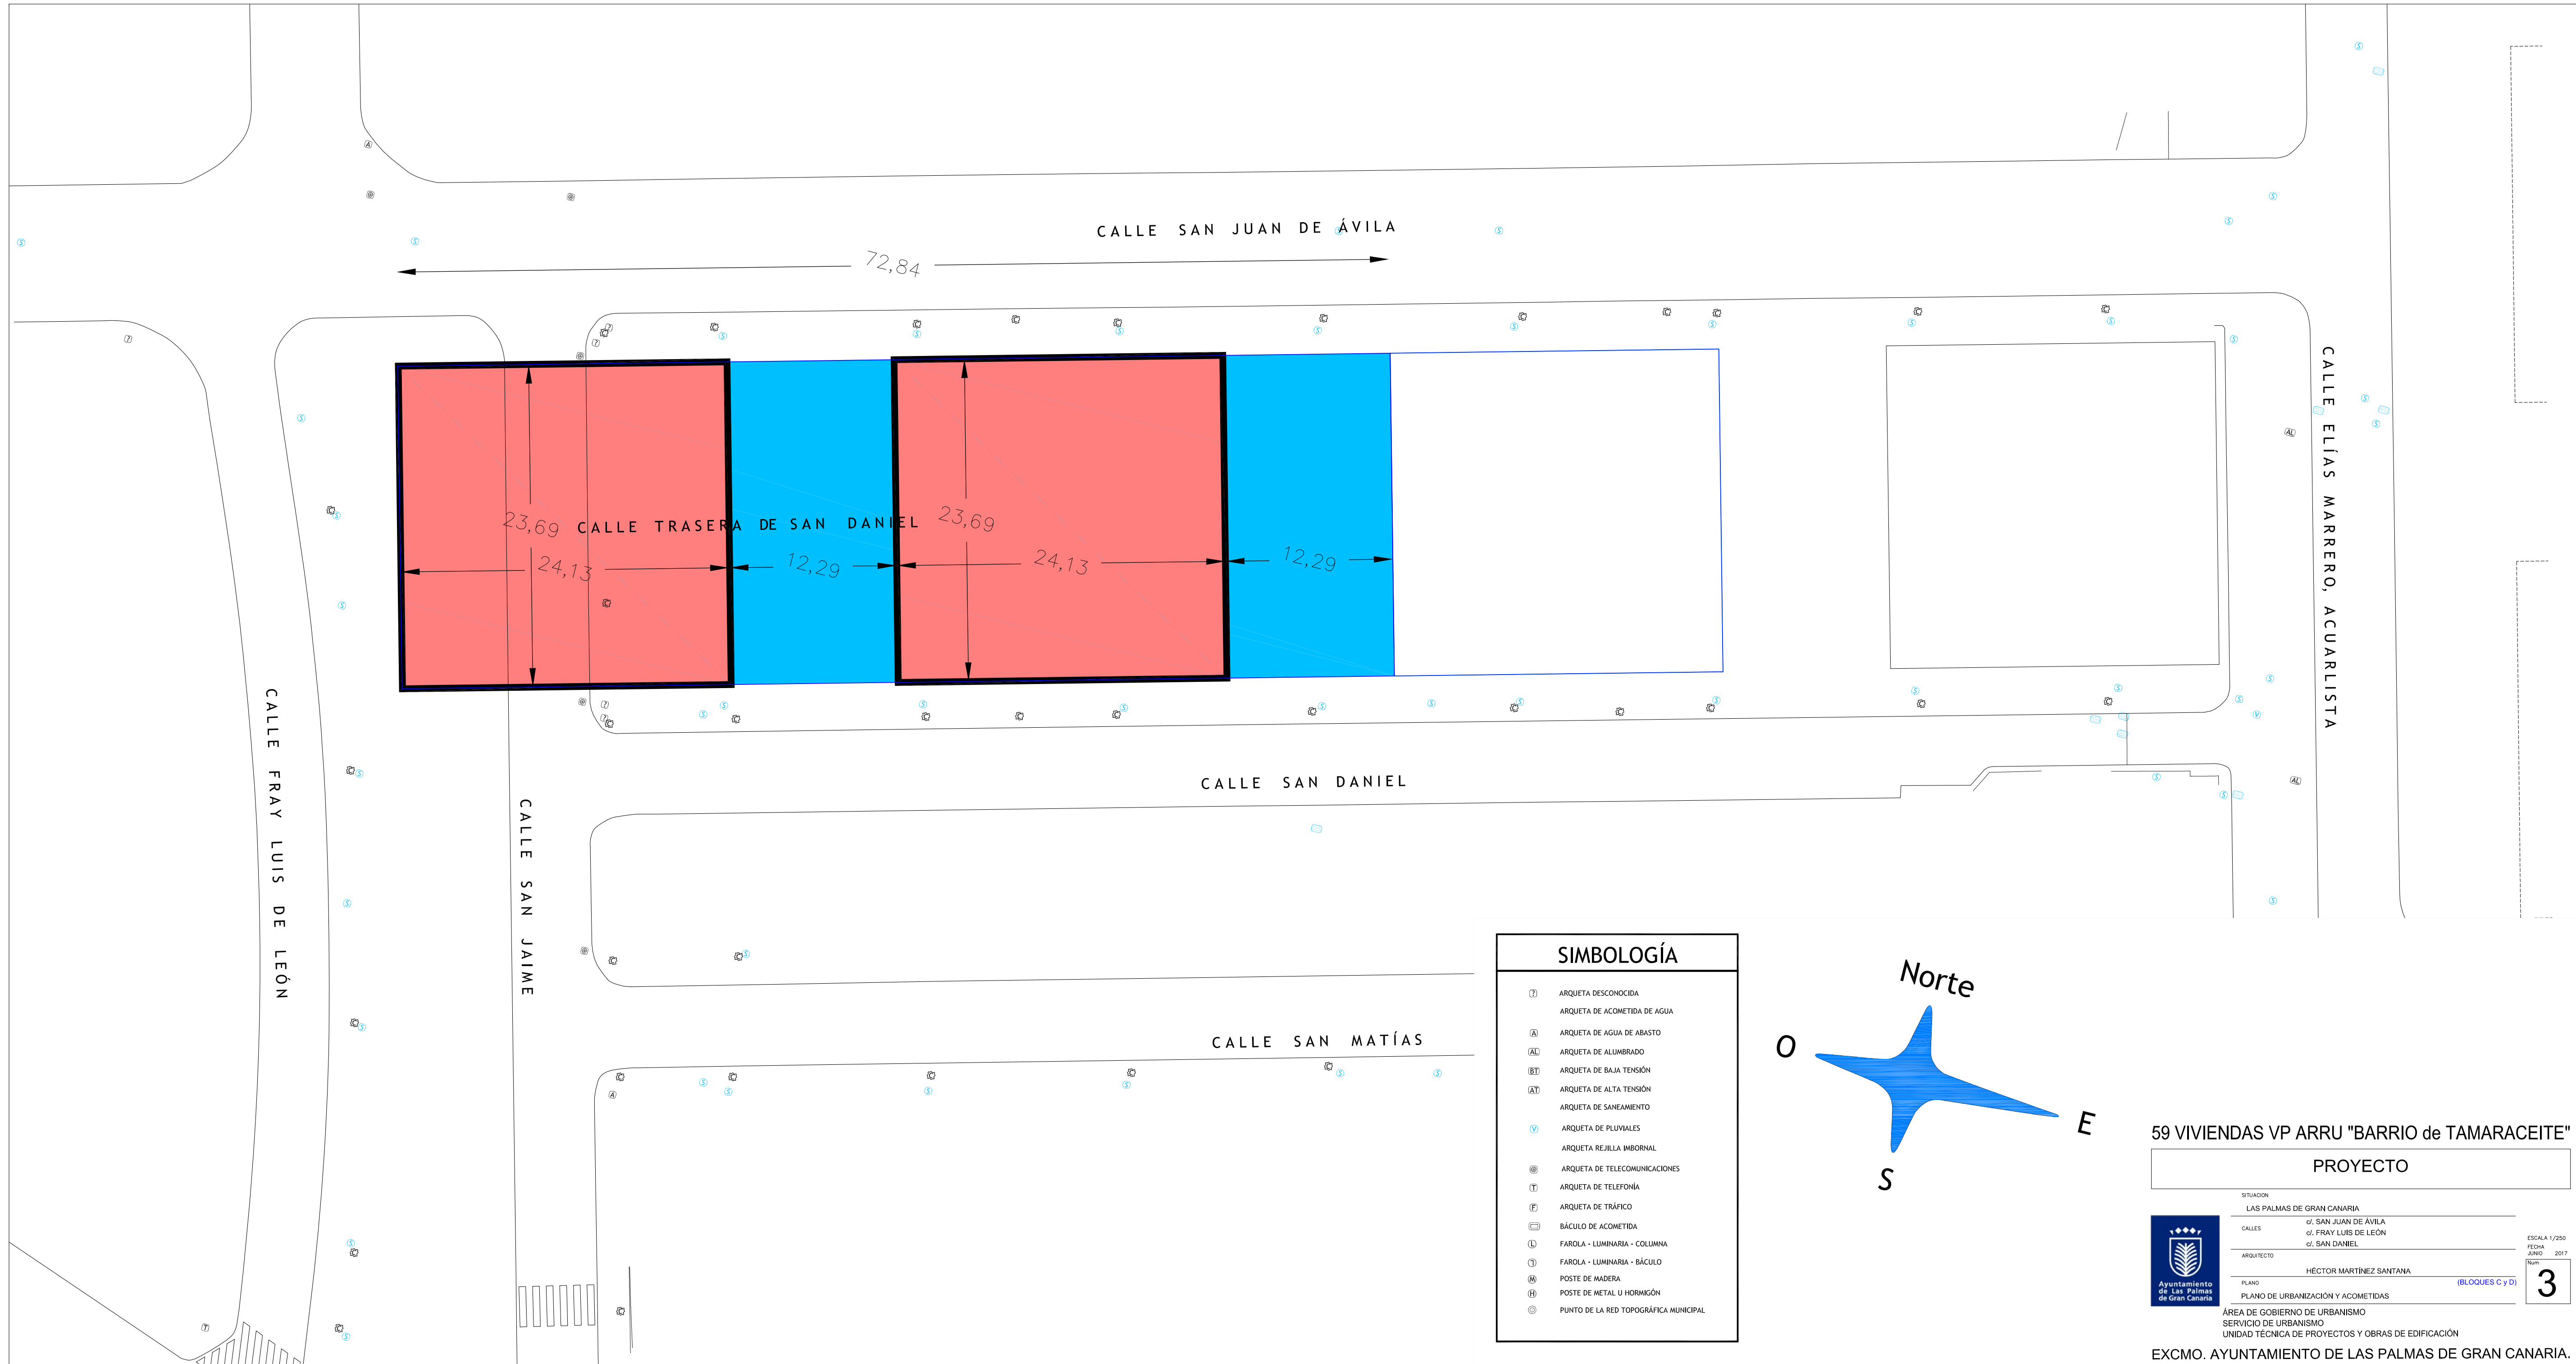 CALLE SAN JUAN DE ÁVILA
72,84
CALLE ELÍAS MARRERO, ACUARLISTA
23,69
CALLE TRASERA DE SAN DANIEL
23,69
24,13
12,29
24,13
12,29
CALLE FRAY LUIS DE LEÓN
CALLE SAN JAIME
CALLE SAN DANIEL
CALLE SAN MATÍAS
SIMBOLOGÍA
? ARQUETA DESCONOCIDA
ARQUETA DE ACOMETIDA DE AGUA
A ARQUETA DE AGUA DE ABASTO
AL ARQUETA DE ALUMBRADO
BT ARQUETA DE BAJA TENSIÓN
AT ARQUETA DE ALTA TENSIÓN
ARQUETA DE SANEAMIENTO
V ARQUETA DE PLUVIALES
ARQUETA REJILLA IMBORNAL
@ ARQUETA DE TELECOMUNICACIONES
T ARQUETA DE TELEFONÍA
F ARQUETA DE TRÁFICO
BÁCULO DE ACOMETIDA
L FAROLA - LUMINARIA - COLUMNA
FAROLA - LUMINARIA - BÁCULO
M POSTE DE MADERA
H POSTE DE METAL U HORMIGÓN
PUNTO DE LA RED TOPOGRÁFICA MUNICIPAL
Norte
O
E
S
59 VIVIENDAS VP ARRU "BARRIO de TAMARACEITE"
PROYECTO
SITUACION
LAS PALMAS DE GRAN CANARIA
CALLES
c/. SAN JUAN DE ÁVILA
c/. FRAY LUIS DE LEÓN
c/. SAN DANIEL
ARQUITECTO
HÉCTOR MARTÍNEZ SANTANA
PLANO
(BLOQUES C y D)
PLANO DE URBANIZACIÓN Y ACOMETIDAS
ESCALA 1/250
FECHA
JUNIO 2017
Num
3
Ayuntamiento
de Las Palmas
de Gran Canaria
ÁREA DE GOBIERNO DE URBANISMO
SERVICIO DE URBANISMO
UNIDAD TÉCNICA DE PROYECTOS Y OBRAS DE EDIFICACIÓN
EXCMO. AYUNTAMIENTO DE LAS PALMAS DE GRAN CANARIA.